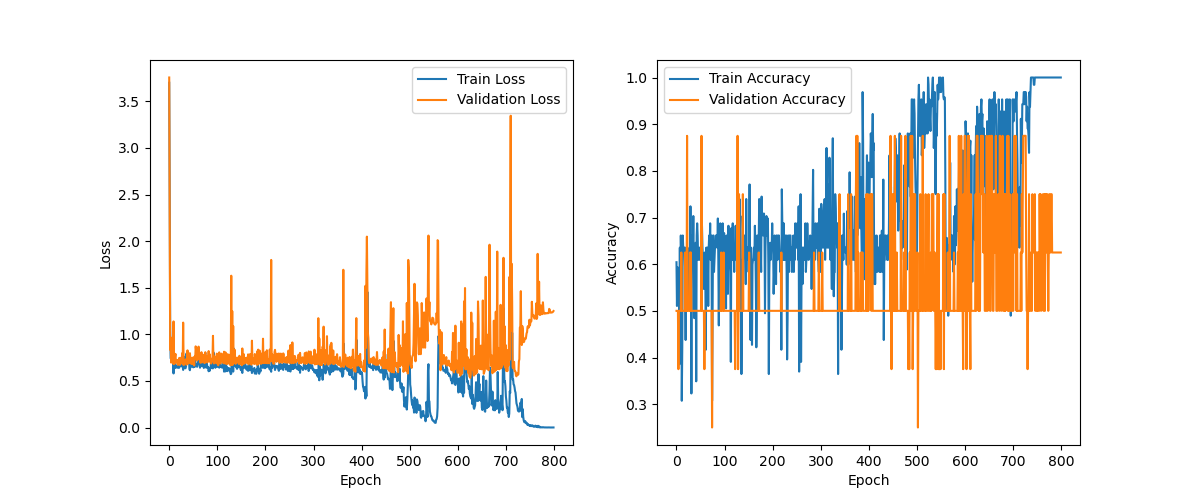 Train Loss
Validation Loss
3.5
3.0
2.5
2.0
1.5
1.0
0.5
0.0
Loss
0 100 200 300 400 500 600 700 800
Epoch
Train Accuracy
Validation Accuracy
1.0
0.9
0.8
0.7
0.6
0.5
0.4
0.3
Accuracy
0 100 200 300 400 500 600 700 800
Epoch